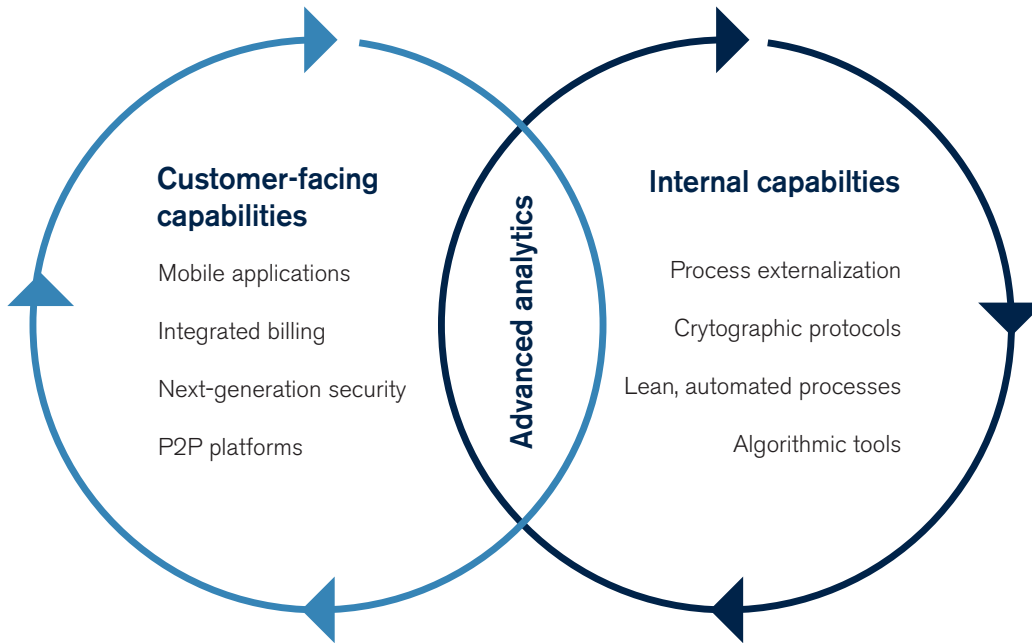 Customer-facing
capabilities
Mobile applications
Integrated billing
Next-generation security
P2P platforms
Advanced analytics
Internal capabilties
Process externalization
Crytographic protocols
Lean, automated processes
Algorithmic tools